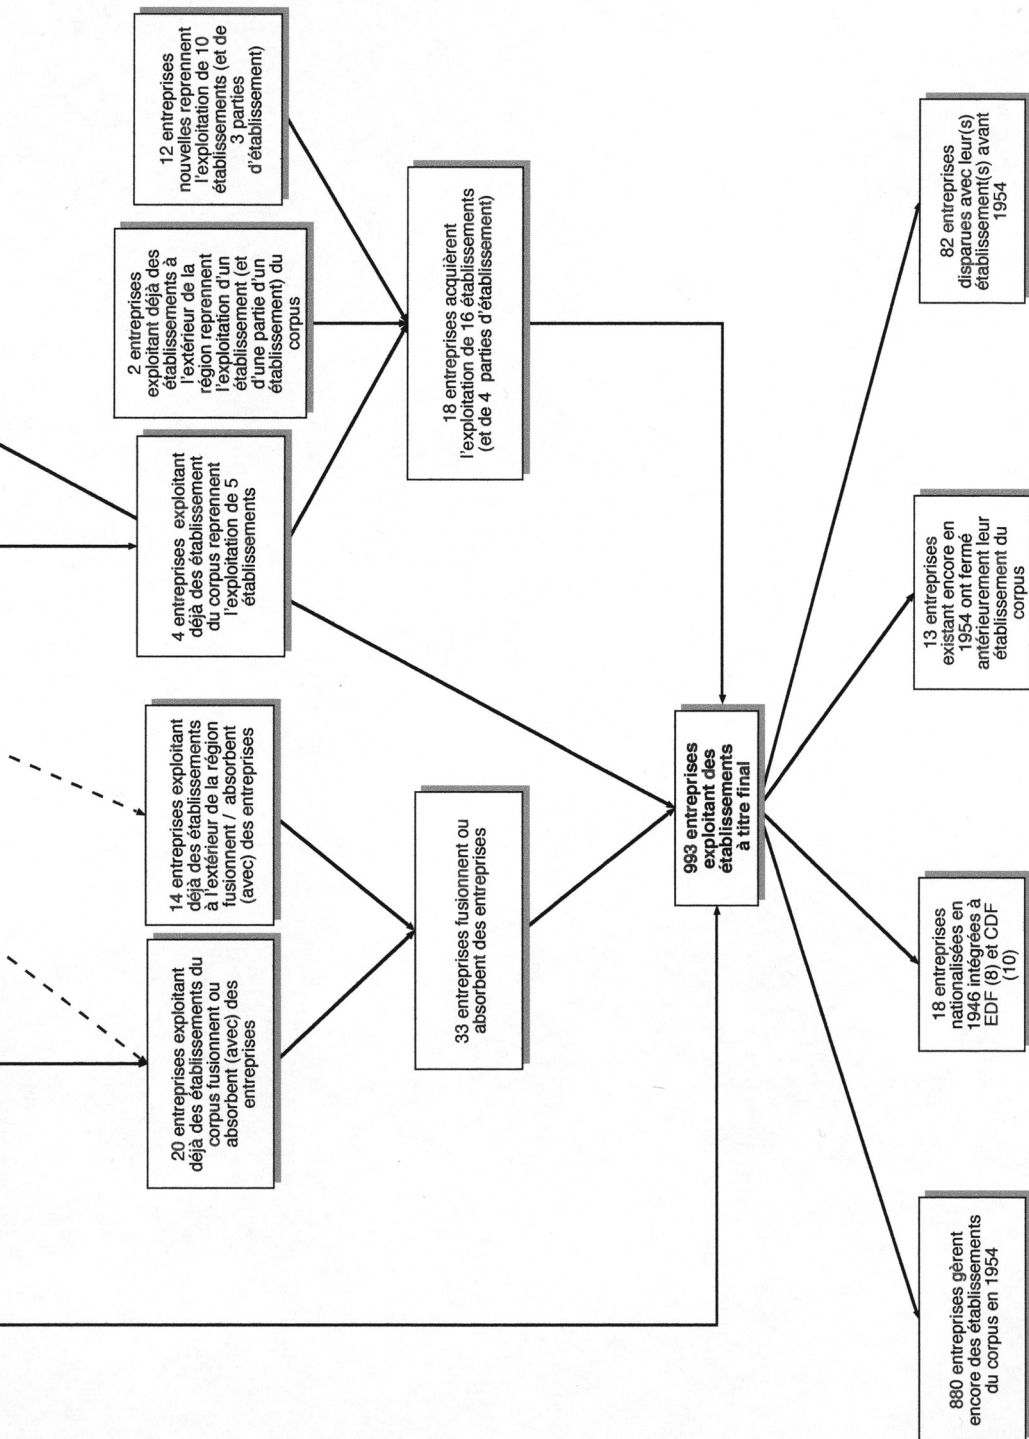 20 entreprises exploitant
déjà des établissements du
corpus fusionnent ou
absorbent (avec) des
entreprises
14 entreprises exploitant
déjà des établissements
à l'extérieur de la région
fusionnent / absorbent
(avec) des entreprises
4 entreprises exploitant
déjà des établissement
du corpus reprennent
l'exploitation de 5
établissements
2 entreprises
exploitant déjà des
établissements à
l'extérieur de la
région reprennent
l'exploitation d'un
établissement (et
d'une partie d'un
établissement) du
corpus
12 entreprises
nouvelles reprennent
l'exploitation de 10
établissements (et de
3 parties
d'établissement)
33 entreprises fusionnent ou
absorbent des entreprises
18 entreprises acquièrent
l'exploitation de 16 établissements
(et de 4 parties d'établissement)
993 entreprises
exploitant des
établissements
à titre final
880 entreprises gèrent
encore des établissements
du corpus en 1954
18 entreprises
nationalisées en
1946 intégrées à
EDF (8) et CDF
(10)
13 entreprises
existant encore en
1954 ont fermé
antérieurement leur
établissement du
corpus
82 entreprises
disparues avec leur(s)
établissement(s) avant
1954